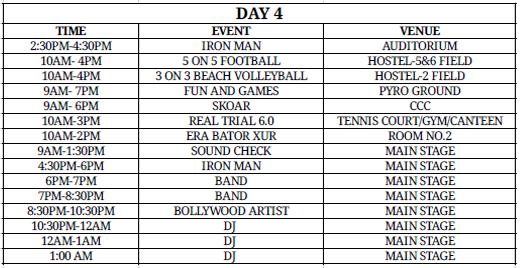 DAY 4
TIME EVENT VENUE
2:30PM-4:30PM IRON MAN AUDITORIUM
10AM- 4PM 5 ON 5 FOOTBALL HOSTEL-5&6 FIELD
10AM-4PM 3 ON 3 BEACH VOLLEYBALL HOSTEL-2 FIELD
9AM- 7PM FUN AND GAMES PYRO GROUND
9AM- 6PM SKOAR CCC
10AM-3PM REAL TRIAL 6.0 TENNIS COURT/GYM/CANTEEN
10AM-2PM ERA BATOR XUR ROOM NO.2
9AM-1:30PM SOUND CHECK MAIN STAGE
4:30PM-6PM IRON MAN MAIN STAGE
6PM-7PM BAND MAIN STAGE
7PM-8:30PM BAND MAIN STAGE
8:30PM-10:30PM BOLLYWOOD ARTIST MAIN STAGE
10:30PM-12AM DJ MAIN STAGE
12AM-1AM DJ MAIN STAGE
1:00 AM DJ MAIN STAGE